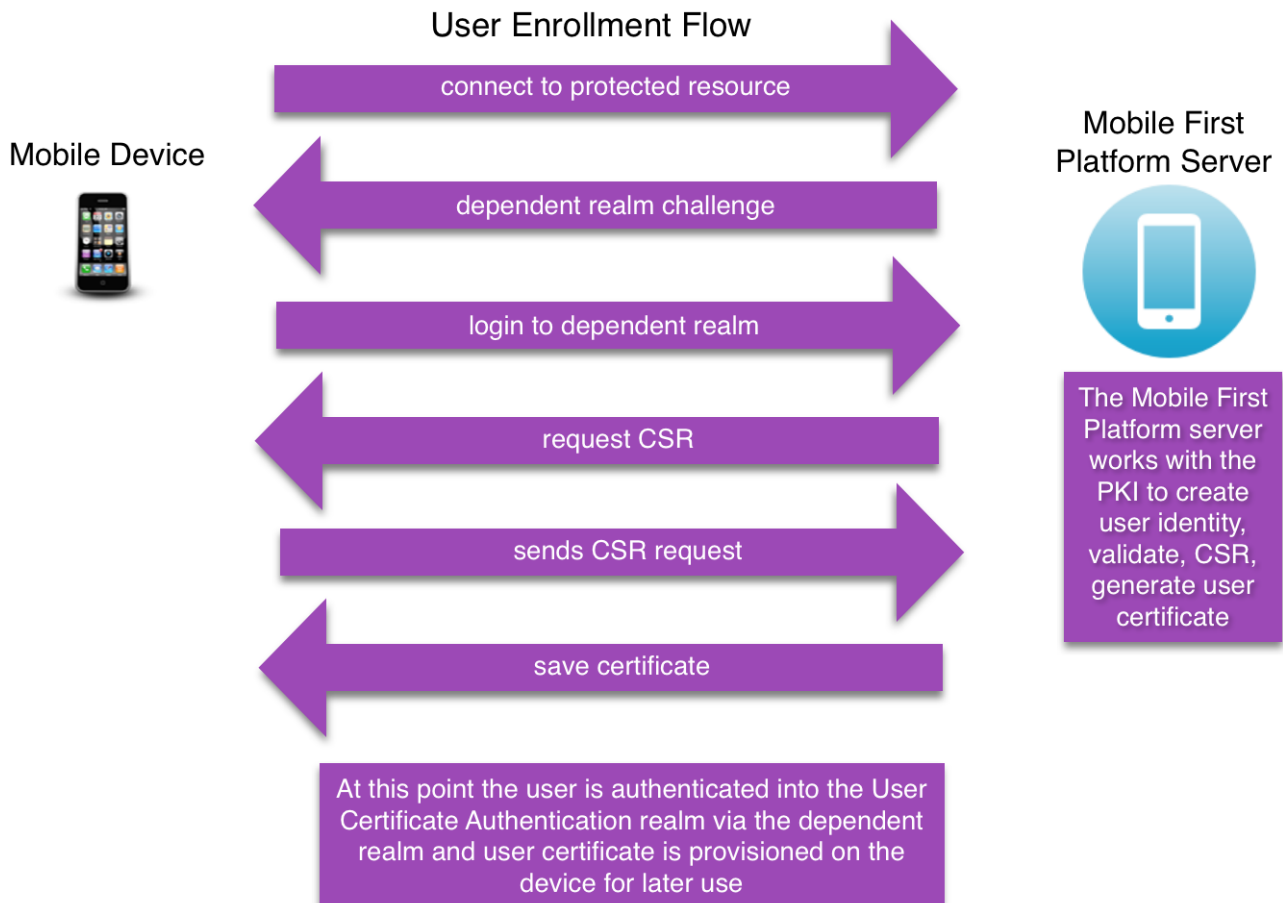 User Enrollment Flow
connect to protected resource
Mobile Device
Mobile First
Platform Server
dependent realm challenge
login to dependent realm
request CSR
The Mobile First
Platform server
works with the
PKI to create
user identity,
validate, CSR,
generate user
certificate
sends CSR request
save certificate
At this point the user is authenticated into the User
Certificate Authentication realm via the dependent
realm and user certificate is provisioned on the
device for later use